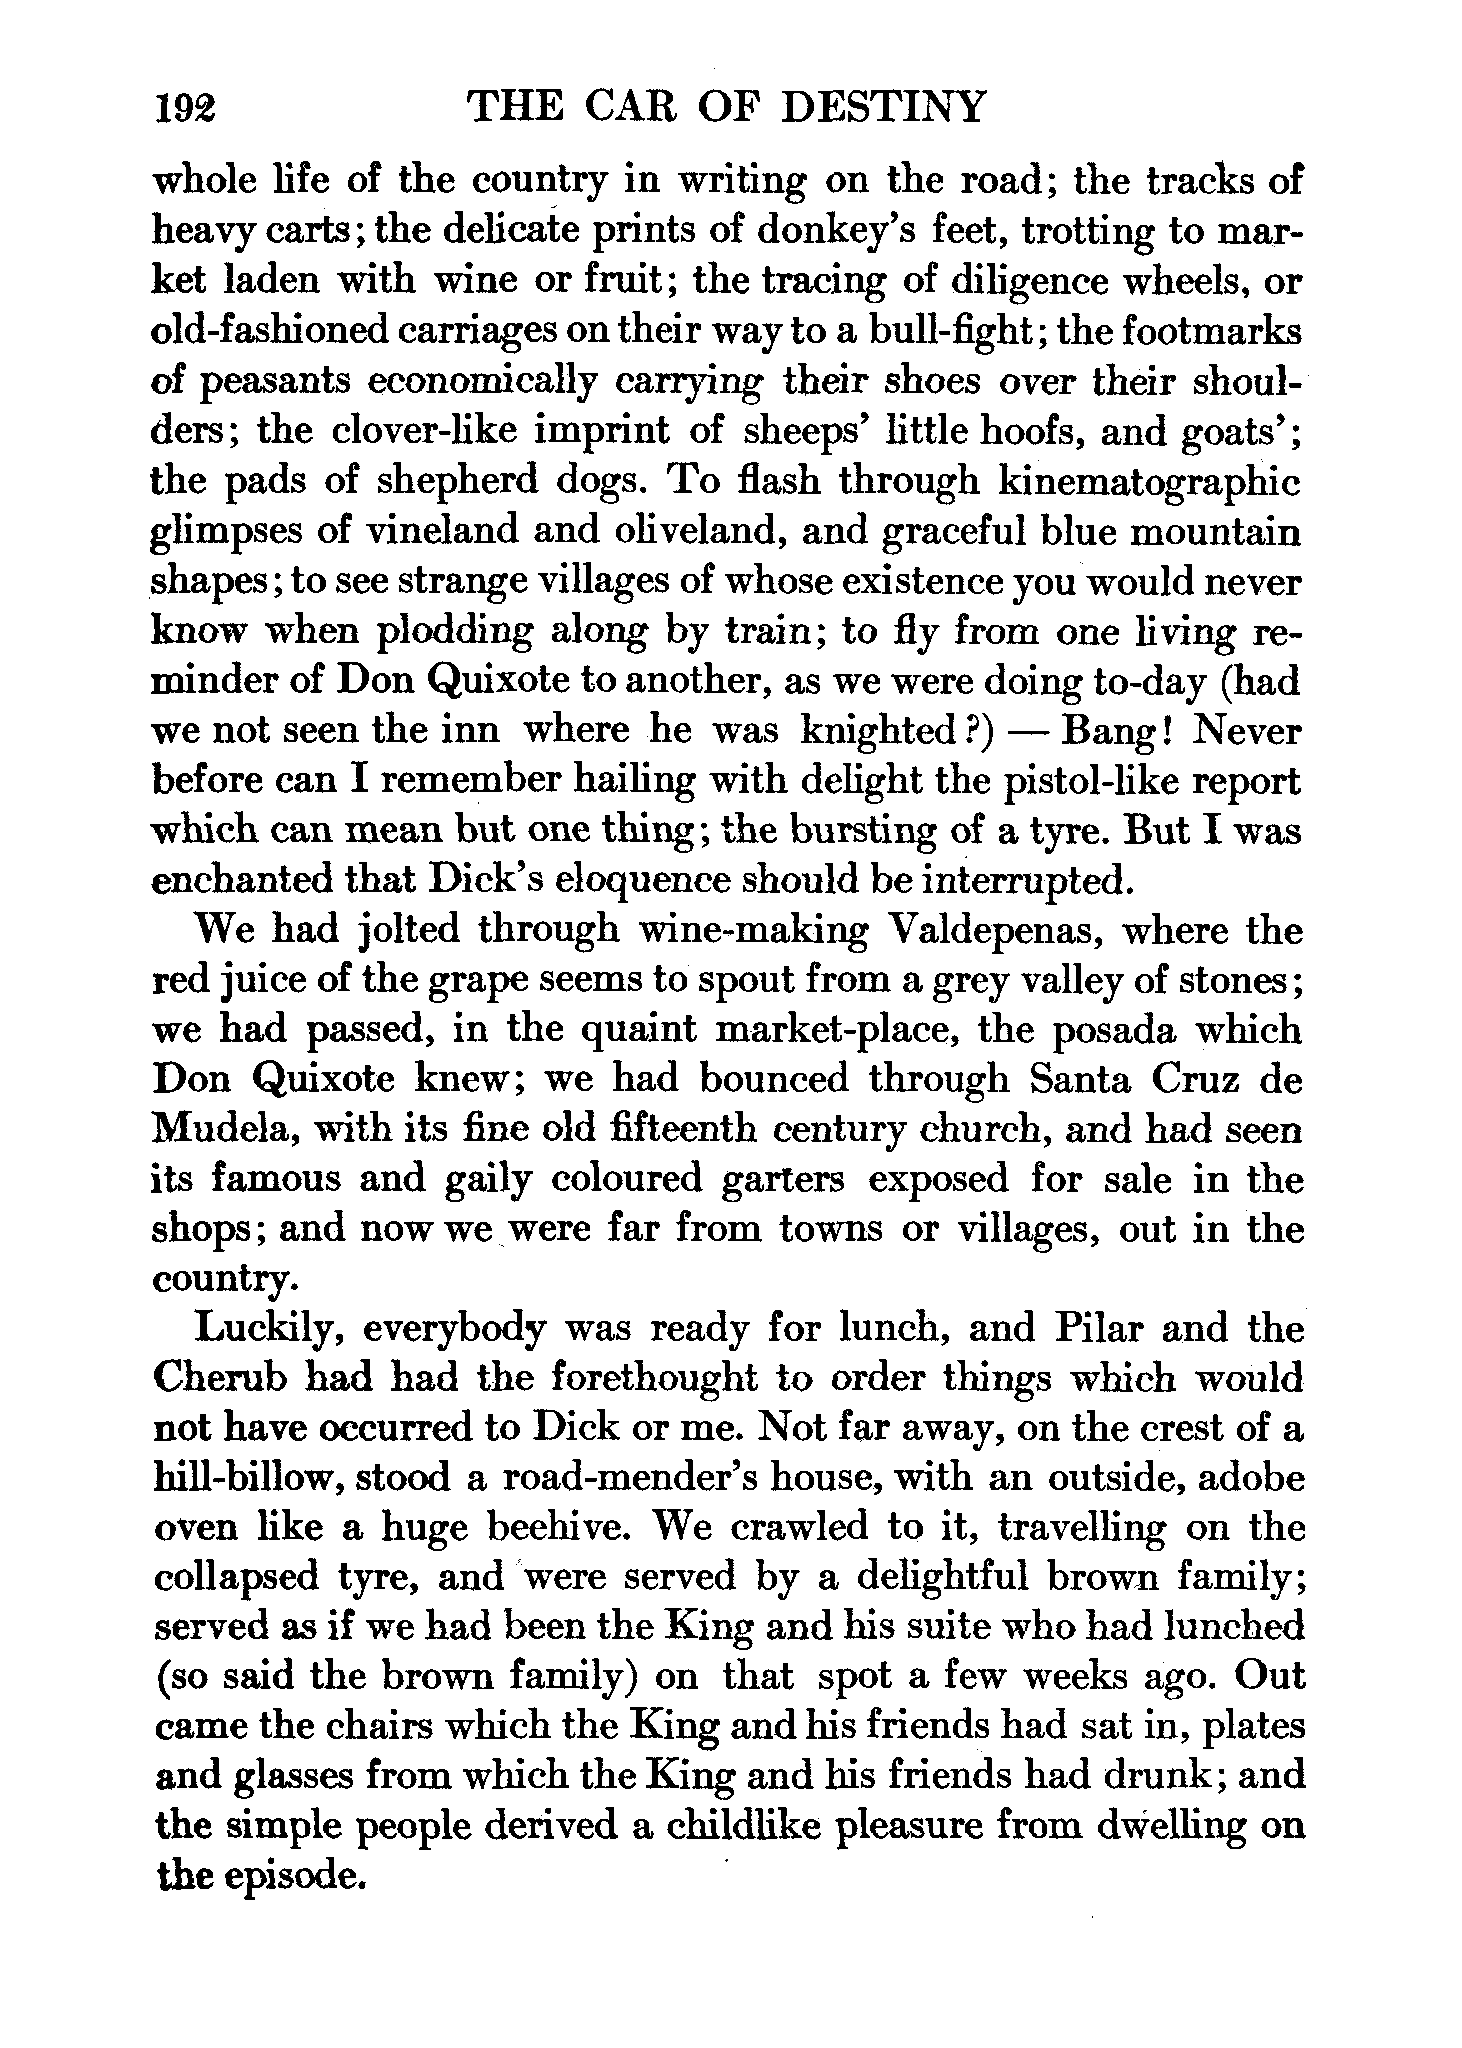 192 THE CAR OF DESTINY
whole life of the country in writing on the road; the tracks of
heavy carts; the delicate prints of donkey's feet, trotting to mar-
ket laden with wine or fruit; the tracing of diligence wheels, or
old-fashioned carriages on their way to a bull-fight; the footmarks
of peasants economically carrying their shoes over their shoul-
ders; the clover-like imprint of sheeps' little hoofs, and goats';
the pads of shepherd dogs. To flash through kinematographic
glimpses of vineland and oliveland, and graceful blue mountain
shapes; to see strange villages of whose existence you would never
know when plodding along by train; to fly from one living re-
minder of Don Quixote to another, as we were doing to-day (had
we not seen the inn where he was knighted?) — Bang! Never
before can I remember hailing with delight the pistol-like report
which can mean but one thing; the bursting of a tyre. But I was
enchanted that Dick's eloquence should be interrupted.
We had jolted through wine-making Valdepenas, where the
red juice of the grape seems to spout from a grey valley of stones;
we had passed, in the quaint market-place, the posada which
Don Quixote knew; we had bounced through Santa Cruz de
Mudela, with its fine old fifteenth century church, and had seen
its famous and gaily coloured garters exposed for sale in the
shops; and now we were far from towns or villages, out in the
country.
Luckily, everybody was ready for lunch, and Pilar and the
Cherub had had the forethought to order things which would
not have occurred to Dick or me. Not far away, on the crest of a
hill-billow, stood a road-mender's house, with an outside, adobe
oven like a huge beehive. We crawled to it, travelling on the
collapsed tyre, and were served by a delightful brown family;
served as if we had been the King and his suite who had lunched
(so said the brown family) on that spot a few weeks ago. Out
came the chairs which the King and his friends had sat in, plates
and glasses from which the King and his friends had drunk; and
the simple people derived a childlike pleasure from dwelling on
the episode.